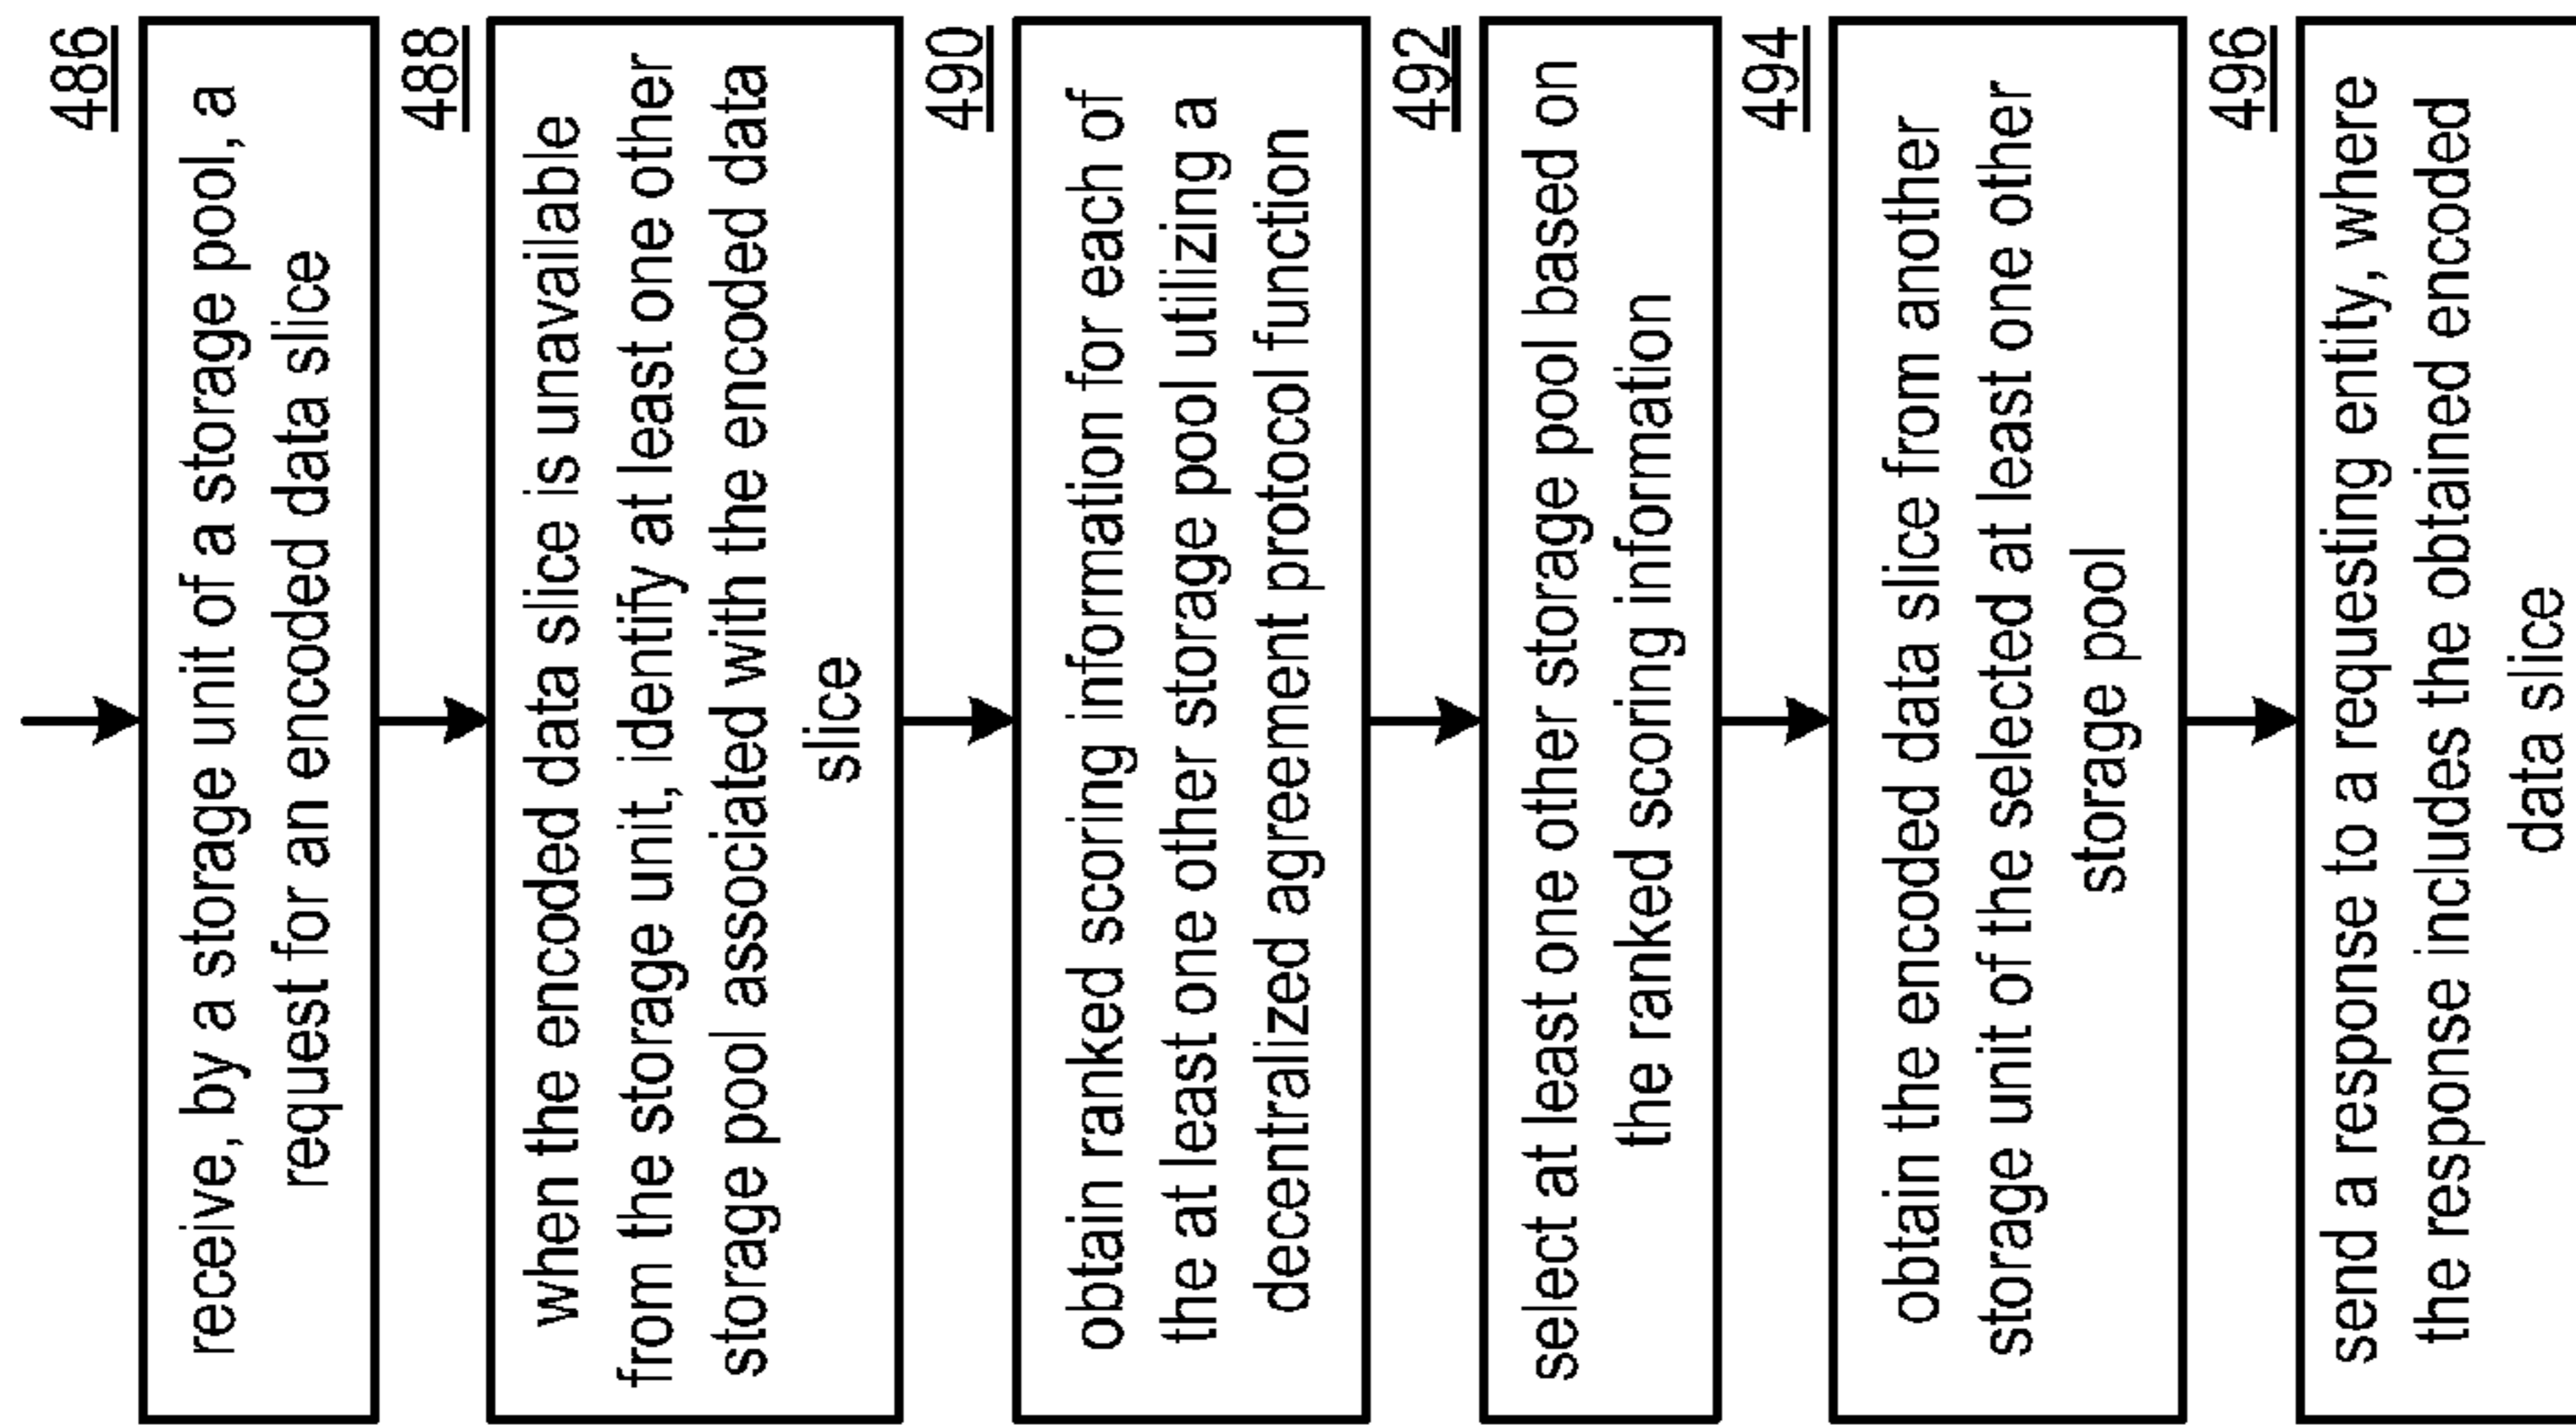 486
receive, by a storage unit of a storage pool, a
request for an encoded data slice
488
when the encoded data slice is unavailable
from the storage unit, identify at least one other
storage pool associated with the encoded data
slice
490
obtain ranked scoring information for each of
the at least one other storage pool utilizing a
decentralized agreement protocol function
492
select at least one other storage pool based on
the ranked scoring information
494
obtain the encoded data slice from another
storage unit of the selected at least one other
storage pool
496
send a response to a requesting entity, where
the response includes the obtained encoded
data slice